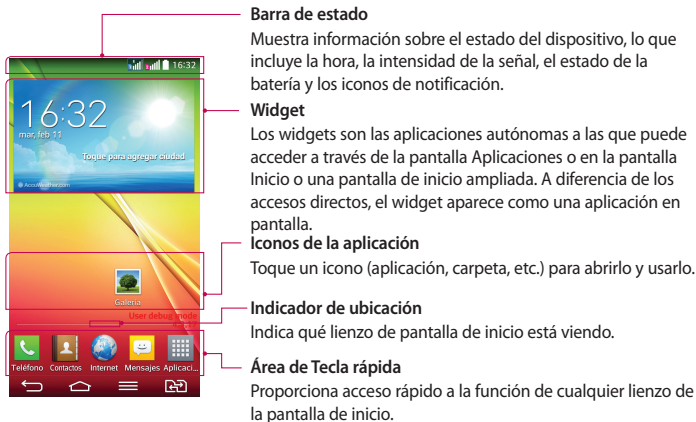 Barra de estado
Muestra información sobre el estado del dispositivo, lo que
incluye la hora, la intensidad de la señal, el estado de la
batería y los iconos de notificación.
Widget
Los widgets son las aplicaciones autónomas a las que puede
acceder a través de la pantalla Aplicaciones o en la pantalla
Inicio o una pantalla de inicio ampliada. A diferencia de los
accesos directos, el widget aparece como una aplicación en
pantalla.
Iconos de la aplicación
Toque un icono (aplicación, carpeta, etc.) para abrirlo y usarlo.
Indicador de ubicación
Indica qué lienzo de pantalla de inicio está viendo.
Área de Tecla rápida
Proporciona acceso rápido a la función de cualquier lienzo de
la pantalla de inicio.
16:32
16:32
mar, feb 11
Toque para agregar ciudad
AccuWeather.com
Galería
User debug mode
Teléfono Contactos Internet Mensajes Aplicaci...